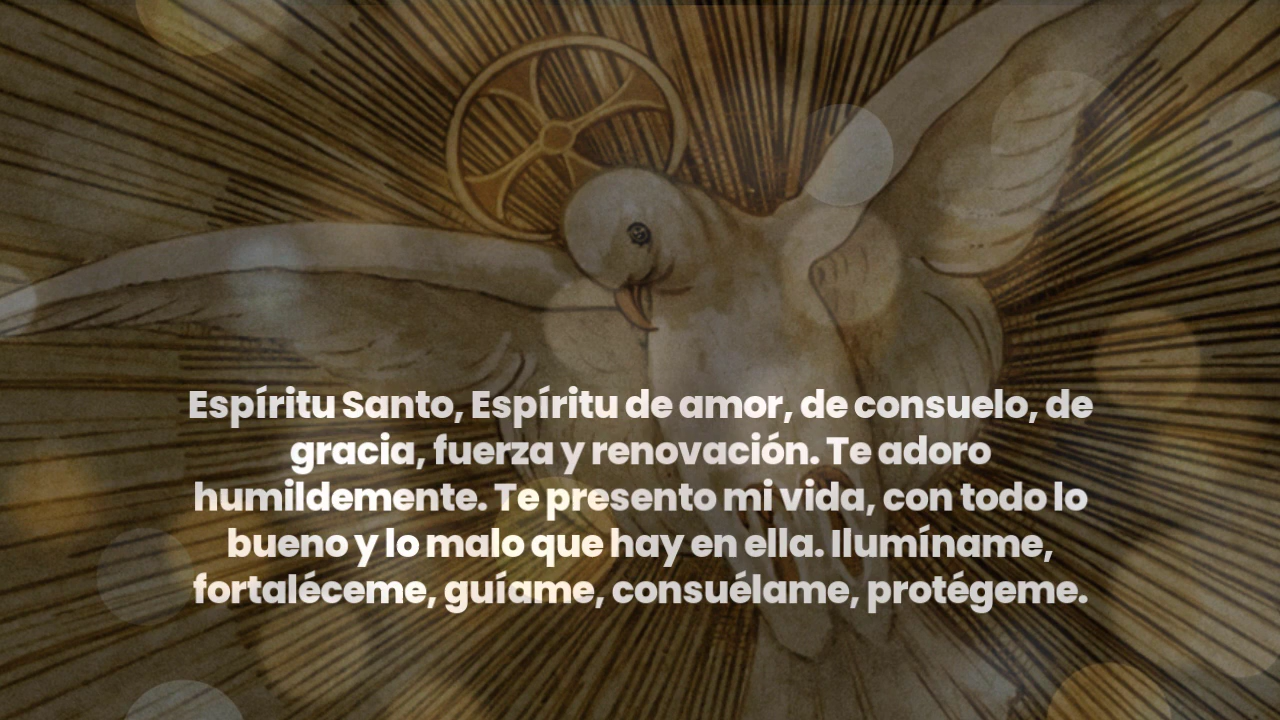 Espíritu Santo, Espíritu de amor, de consuelo, de
gracia, fuerza y renovación. Te adoro
humildemente. Te presento mi vida, con todo lo
bueno y lo malo que hay en ella. Ilumíname,
fortaléceme, guíame, consuélame, protégeme.